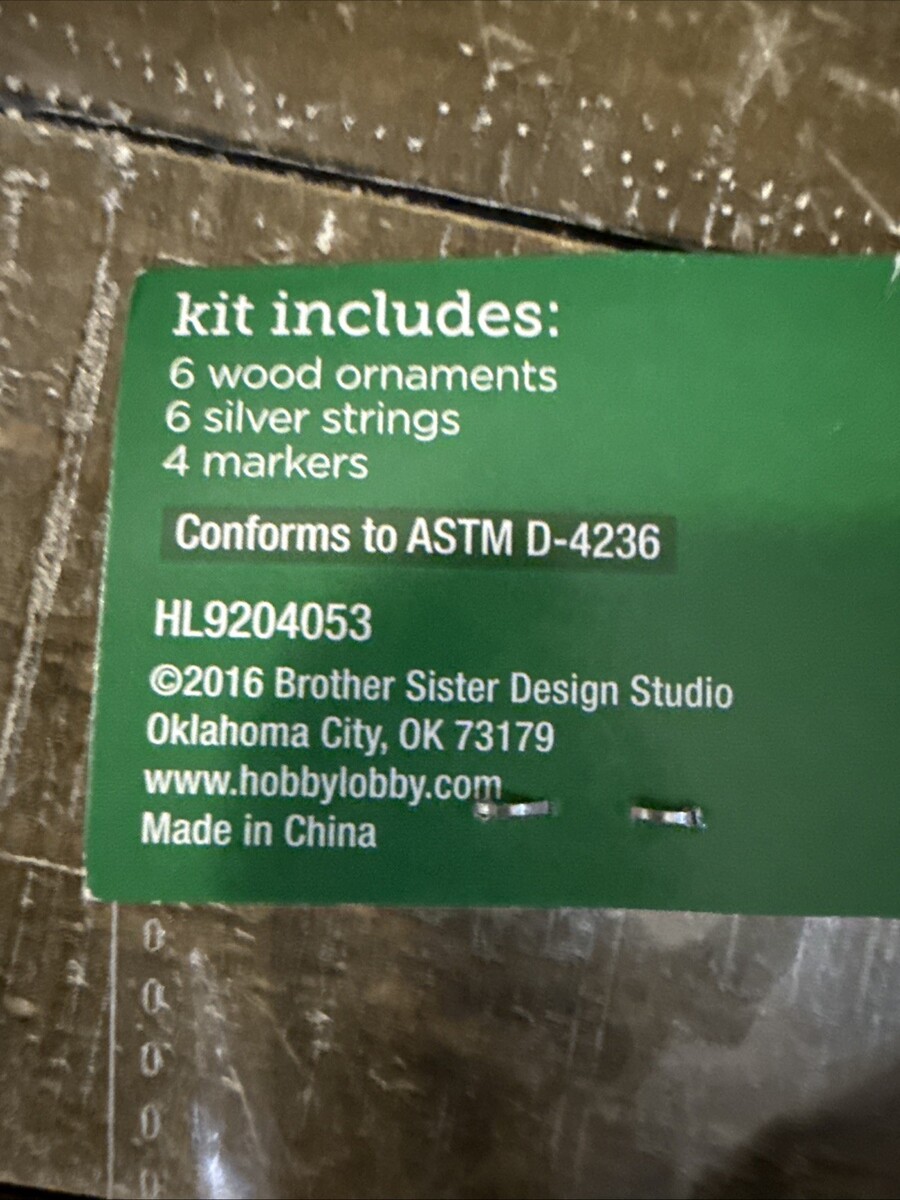 kit includes:
6 wood ornaments
6 silver strings
4 markers
Conforms to ASTM D-4236
HL9204053
©2016 Brother Sister Design Studio
Oklahoma City, OK 73179
www.hobbylobby.com
Made in China